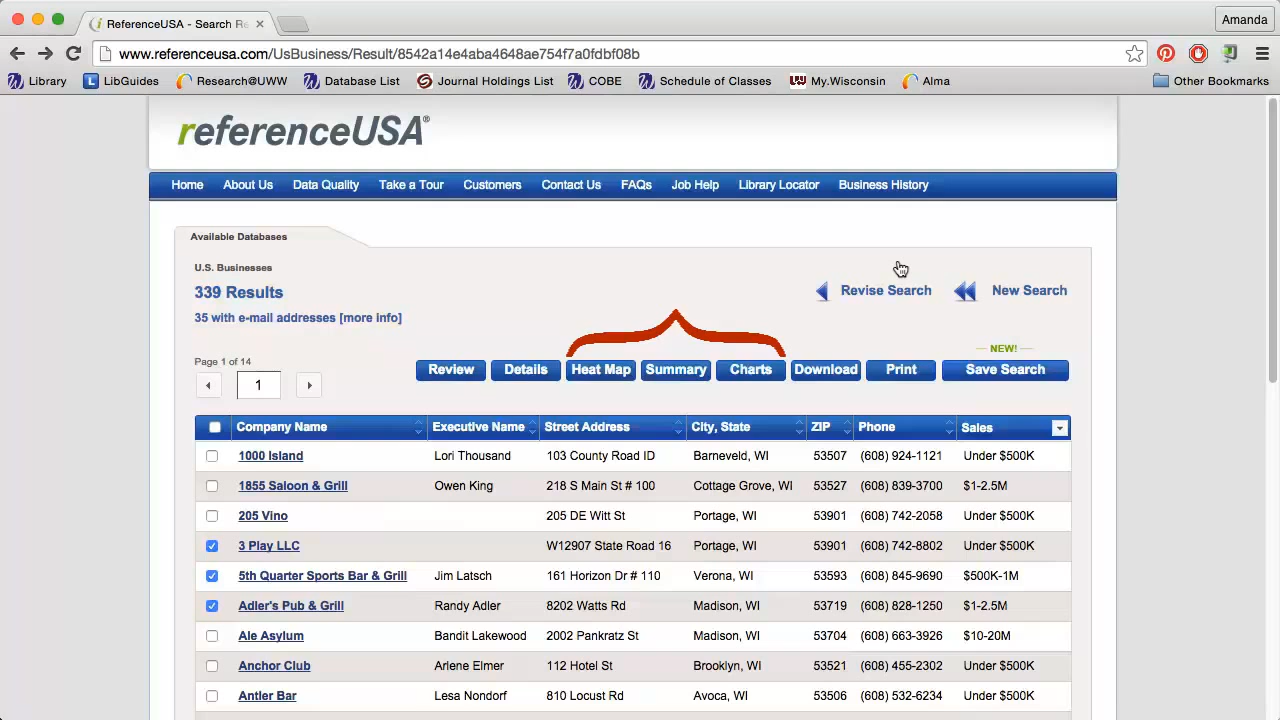 ReferenceUSA - Search Re
Amanda
www.referenceusa.com/UsBusiness/Result/8542a14e4aba4648ae754f7a0fdbf08b
Library LibGuides Research@UWW Database List Journal Holdings List COBE Schedule of Classes My.Wisconsin Alma Other Bookmarks
referenceUSA®
Home About Us Data Quality Take a Tour Customers Contact Us FAQs Job Help Library Locator Business History
Available Databases
U.S. Businesses
339 Results
Revise Search New Search
35 with e-mail addresses [more info]
NEW!
Page 1 of 14
Review Details Heat Map Summary Charts Download Print Save Search
1
Company Name Executive Name Street Address City, State ZIP Phone Sales
1000 Island Lori Thousand 103 County Road ID Barneveld, WI 53507 (608) 924-1121 Under $500K
1855 Saloon & Grill Owen King 218 S Main St # 100 Cottage Grove, WI 53527 (608) 839-3700 $1-2.5M
205 Vino 205 DE Witt St Portage, WI 53901 (608) 742-2058 Under $500K
3 Play LLC W12907 State Road 16 Portage, WI 53901 (608) 742-8802 Under $500K
5th Quarter Sports Bar & Grill Jim Latsch 161 Horizon Dr # 110 Verona, WI 53593 (608) 845-9690 $500K-1M
Adler's Pub & Grill Randy Adler 8202 Watts Rd Madison, WI 53719 (608) 828-1250 $1-2.5M
Ale Asylum Bandit Lakewood 2002 Pankratz St Madison, WI 53704 (608) 663-3926 $10-20M
Anchor Club Arlene Elmer 112 Hotel St Brooklyn, WI 53521 (608) 455-2302 Under $500K
Antler Bar Lesa Nondorf 810 Locust Rd Avoca, WI 53506 (608) 532-6234 Under $500K